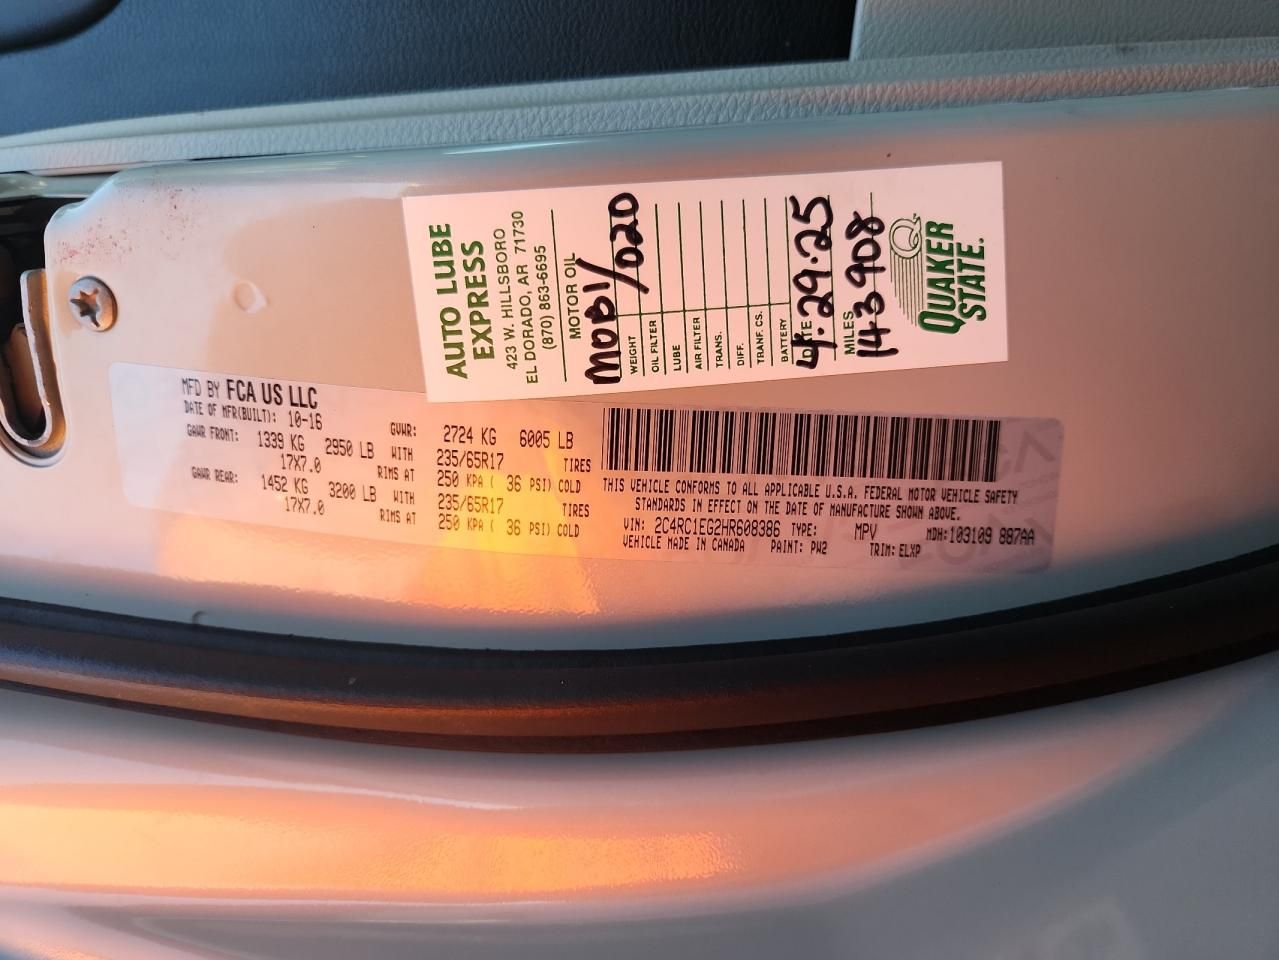 AUTO LUBE
EXPRESS
423 W. HILLSBORO
EL DORADO, AR 71730
(870) 863-6695
MOTOR OIL
MOB1/020
WEIGHT
OIL FILTER
LUBE
AIR FILTER
TRANS.
DIFF.
TRANF. CS.
BATTERY
DATE
4.29.25
MILES
143908
QUAKER
STATE.
MFD BY FCA US LLC
DATE OF MFR(BUILT): 10-16 GVWR: 2724 KG 6005 LB
GAWR FRONT: 1339 KG 2950 LB WITH 235/65R17 TIRES
17X7.0 RIMS AT 250 KPA ( 36 PSI) COLD
GAWR REAR: 1452 KG 3200 LB WITH 235/65R17 TIRES
17X7.0 RIMS AT 250 KPA ( 36 PSI) COLD
THIS VEHICLE CONFORMS TO ALL APPLICABLE U.S.A. FEDERAL MOTOR VEHICLE SAFETY
STANDARDS IN EFFECT ON THE DATE OF MANUFACTURE SHOWN ABOVE.
VIN: 2C4RC1EG2HR608386 TYPE: MPV MDH:103109 887AA
VEHICLE MADE IN CANADA PAINT: PW2 TRIM: ELXP